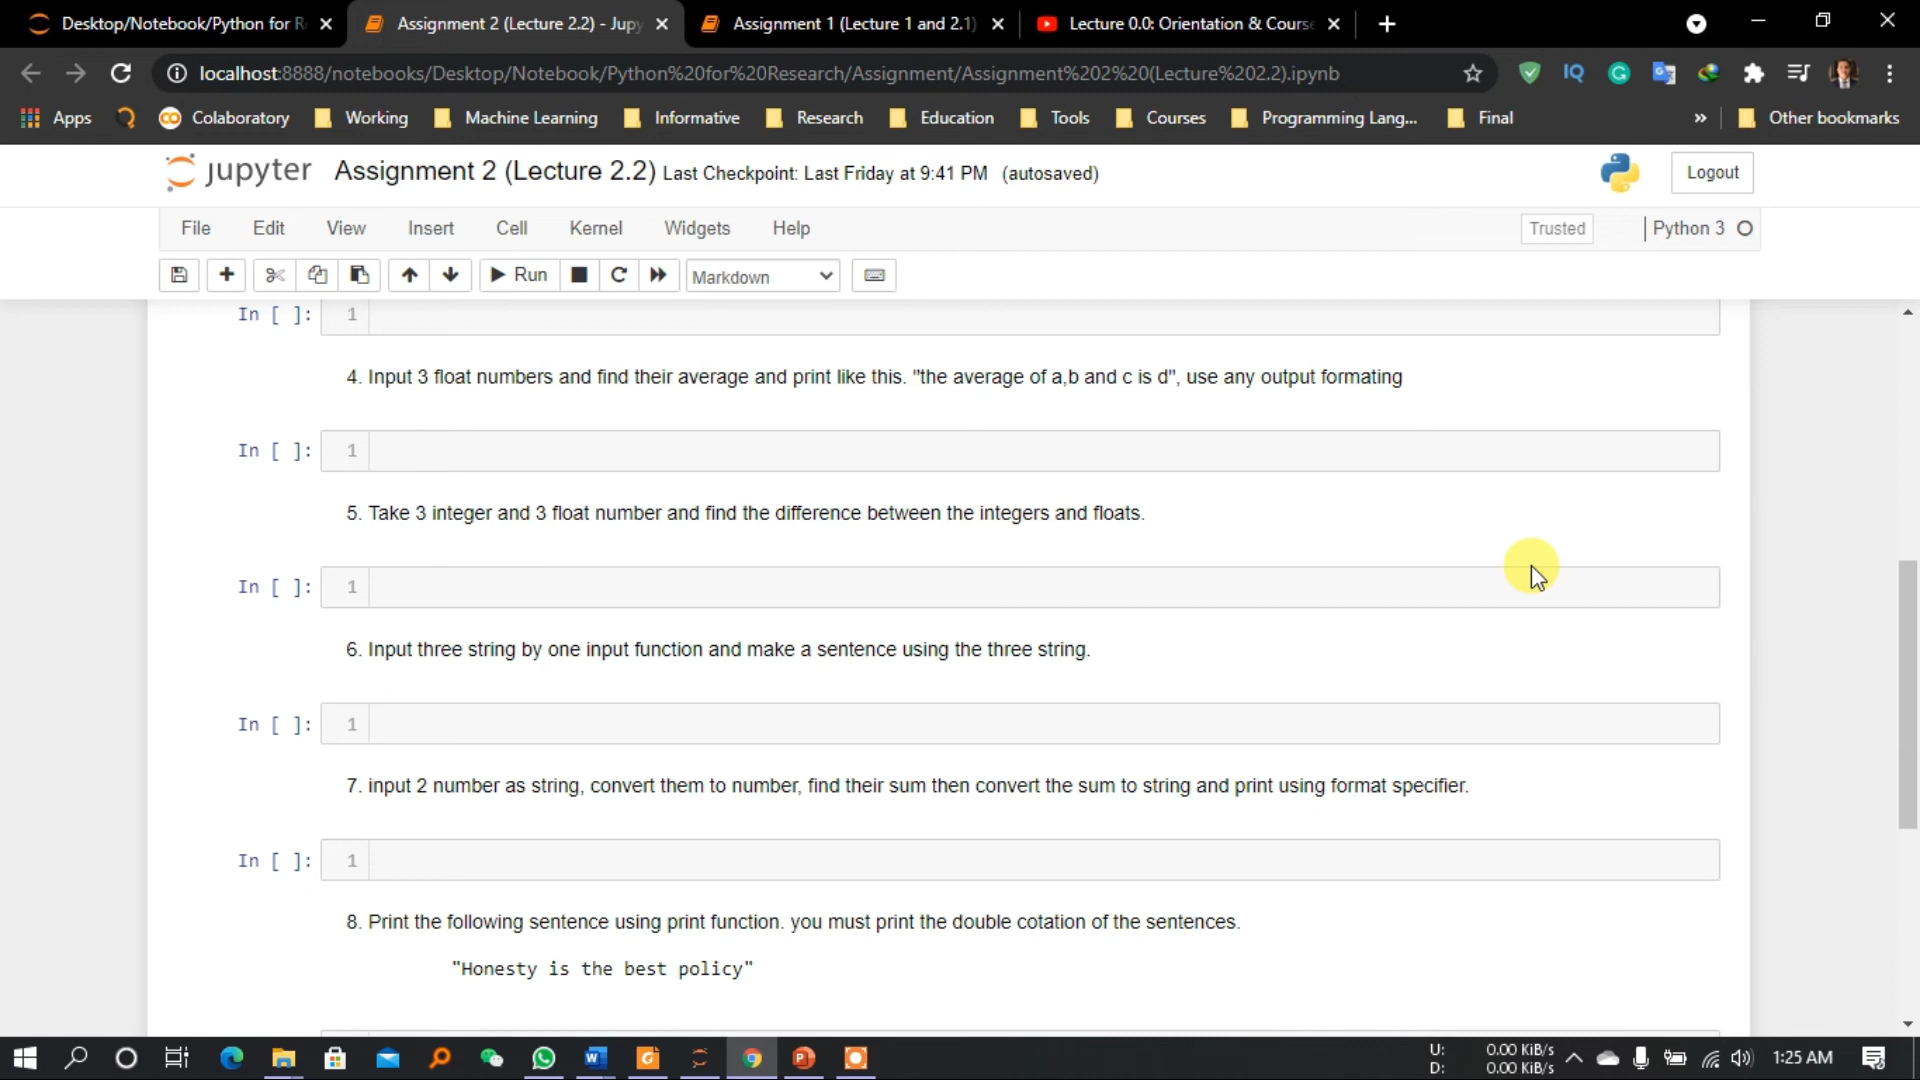 Desktop/Notebook/Python for R
Assignment 2 (Lecture 2.2) - Jupy
Assignment 1 (Lecture 1 and 2.1)
Lecture 0.0: Orientation & Cours
localhost:8888/notebooks/Desktop/Notebook/Python%20for%20Research/Assignment/Assignment%202%20(Lecture%202.2).ipynb
IQ
Apps
Colaboratory
Working
Machine Learning
Informative
Research
Education
Tools
Courses
Programming Lang...
Final
»
Other bookmarks
jupyter Assignment 2 (Lecture 2.2) Last Checkpoint: Last Friday at 9:41 PM (autosaved)
Logout
File Edit View Insert Cell Kernel Widgets Help
Trusted
Python 3
Run
Markdown
In [ ]: 1
4. Input 3 float numbers and find their average and print like this. "the average of a,b and c is d", use any output formating
In [ ]: 1
5. Take 3 integer and 3 float number and find the difference between the integers and floats.
In [ ]: 1
6. Input three string by one input function and make a sentence using the three string.
In [ ]: 1
7. input 2 number as string, convert them to number, find their sum then convert the sum to string and print using format specifier.
In [ ]: 1
8. Print the following sentence using print function. you must print the double cotation of the sentences.
"Honesty is the best policy"
U: 0.00 KiB/s
D: 0.00 KiB/s
1:25 AM